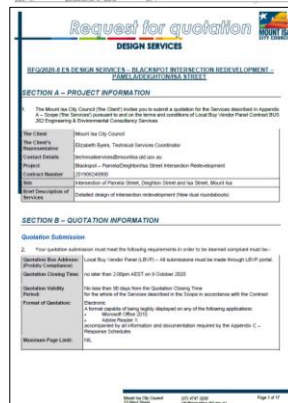 Request for quotation
MOUNT ISA
CITY COUNCIL
DESIGN SERVICES
RFQ2020-8 ES DESIGN SERVICES – BLACKSPOT INTERSECTION REDEVELOPMENT –
PAMELA/DEIGHTON/ISA STREET
SECTION A – PROJECT INFORMATION
1. The Mount Isa City Council (the Client) invites you to submit a quotation for the Services described in Appendix
A – Scope (the Services) pursuant to and on the terms and conditions of Local Buy Vendor Panel Contract BUS
262 Engineering & Environmental Consultancy Services
The Client Mount Isa City Council
The Client's
Representative Elizabeth Byers, Technical Services Coordinator
Contact Details
Project Blackspot – Pamela/Deighton/Isa Street Intersection Redevelopment
Contract Number
Site Intersection of Pamela Street, Deighton Street and Isa Street, Mount Isa
Brief Description of
Services Detailed design of intersection redevelopment (New dual roundabouts)
SECTION B – QUOTATION INFORMATION
Quotation Submission
2. Your quotation submission must meet the following requirements in order to be deemed compliant must be:-
Quotation Box Address:
(Probity Compliance) Local Buy Vendor Panel (LBVP) – All submissions must be made through LBVP portal.
Quotation Closing Time: no later than 2:00pm AEST on 9 October 2020
Quotation Validity
Period: No less than 90 days from the Quotation Closing Time
for the whole of the Services described in the Scope in accordance with the Contract
Format of Quotation: Electronic
A format capable of being legibly displayed on any of the following applications:
• Microsoft Office 2010
• Adobe Reader
accompanied by all information and documentation required by the Appendix C –
Response Schedules
Maximum Page Limit: NIL
Mount Isa City Council
Page 1 of 17